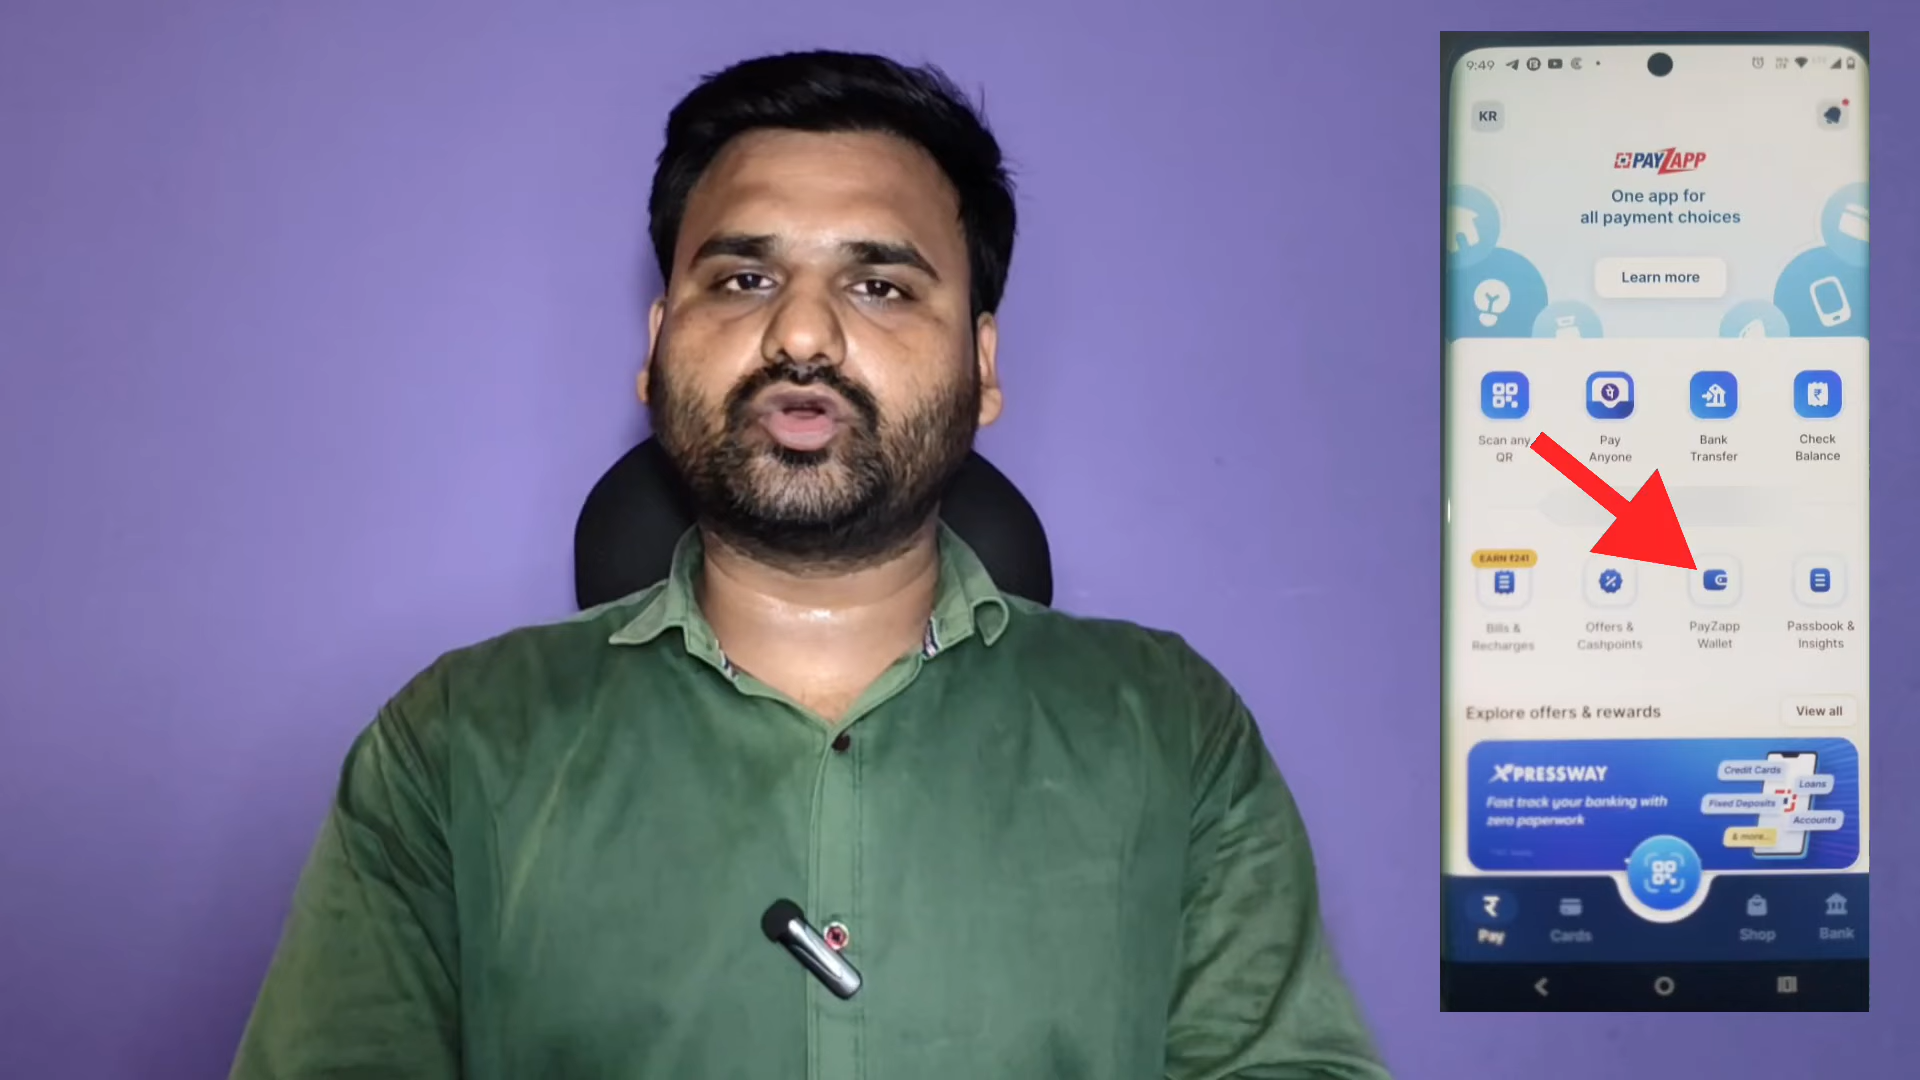 9:49
KR
PAYZAPP
One app for
all payment choices
Learn more
Scan any
QR
Pay
Anyone
Bank
Transfer
Check
Balance
EARN ₹241
Bills &
Recharges
Offers &
Cashpoints
PayZapp
Wallet
Passbook &
Insights
Explore offers & rewards
View all
XPRESSWAY
Fast track your banking with
zero paperwork
Credit Cards
Loans
Fixed Deposits
Accounts
& more...
Pay
Cards
Shop
Bank